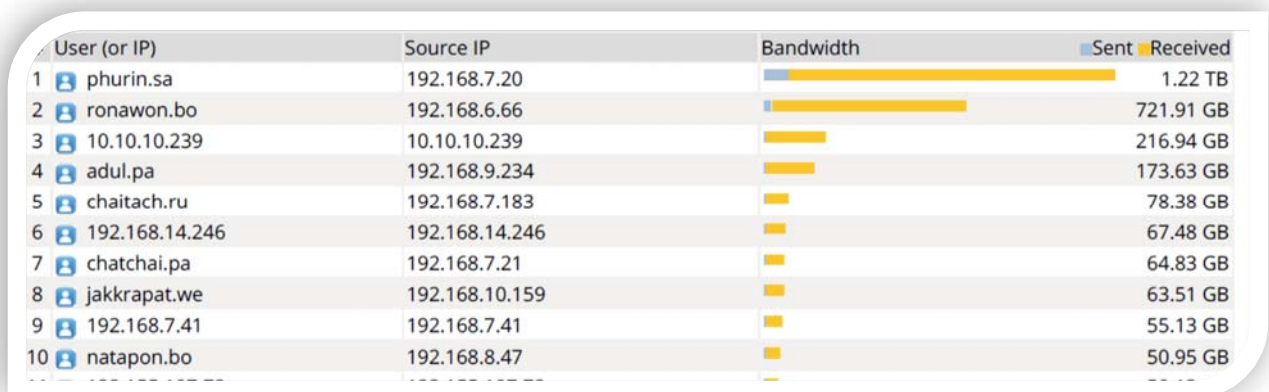 User (or IP) Source IP Bandwidth Sent Received
1 phurin.sa 192.168.7.20 1.22 TB
2 ronawon.bo 192.168.6.66 721.91 GB
3 10.10.10.239 10.10.10.239 216.94 GB
4 adul.pa 192.168.9.234 173.63 GB
5 chaitach.ru 192.168.7.183 78.38 GB
6 192.168.14.246 192.168.14.246 67.48 GB
7 chatchai.pa 192.168.7.21 64.83 GB
8 jakkrapat.we 192.168.10.159 63.51 GB
9 192.168.7.41 192.168.7.41 55.13 GB
10 natapon.bo 192.168.8.47 50.95 GB